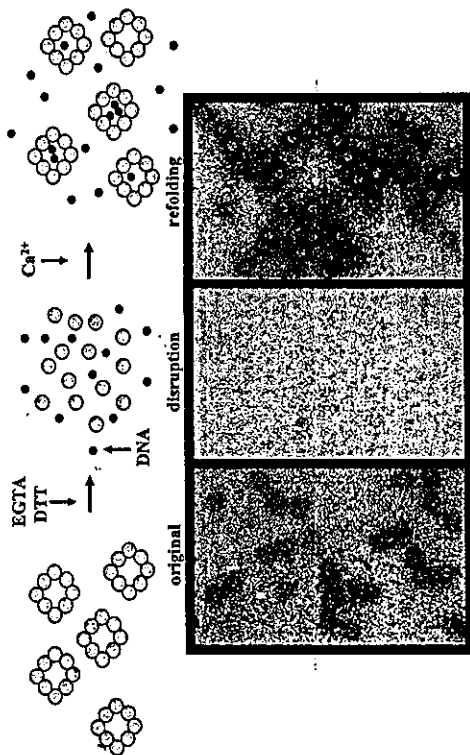 EGTA
DTT
DNA
Ca²⁺
original
disruption
refolding